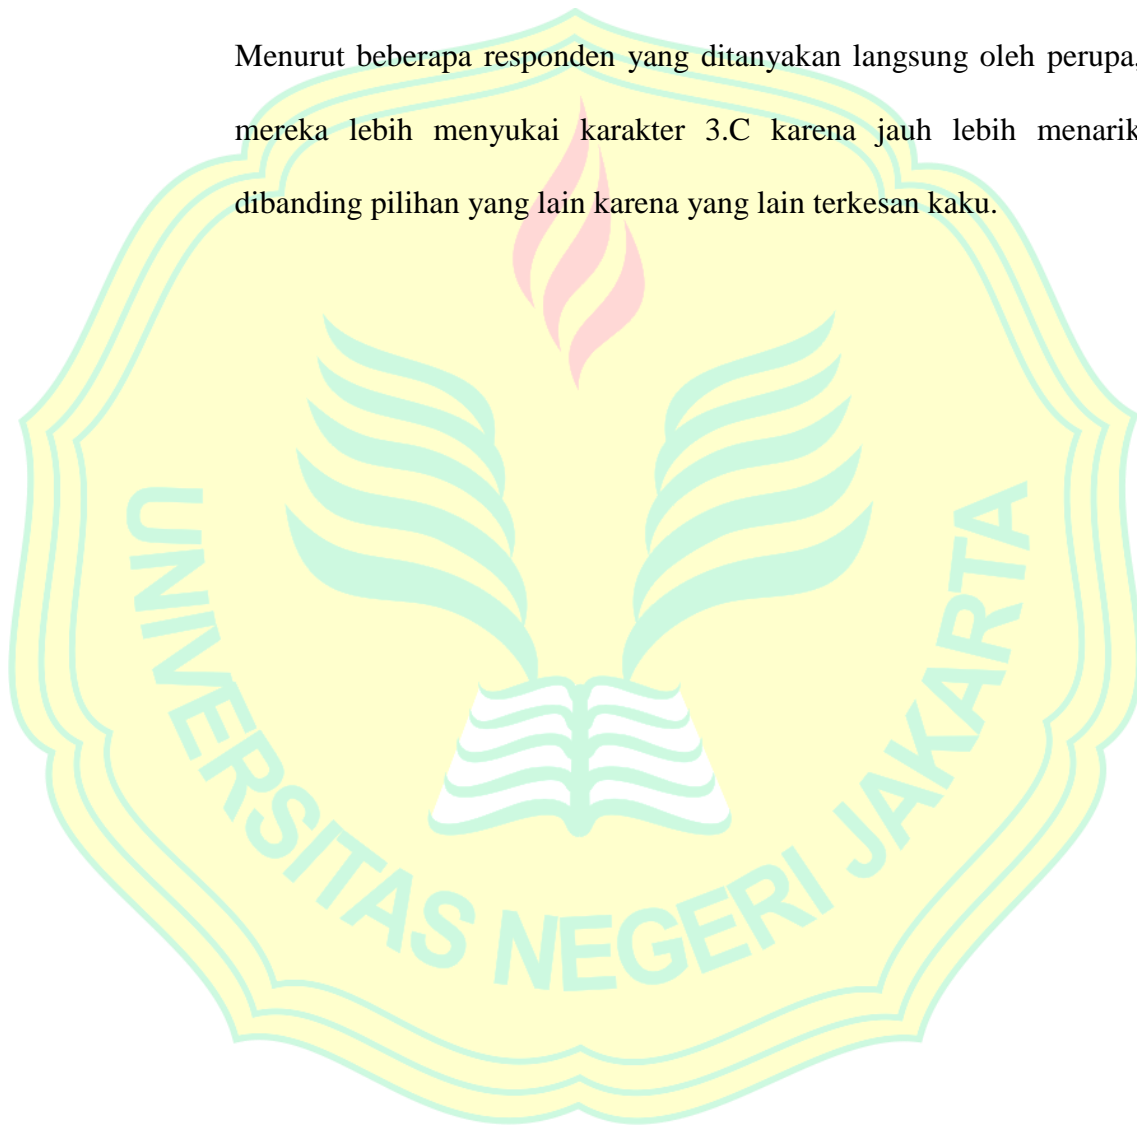 Menurut beberapa responden yang ditanyakan langsung oleh perupa,
mereka lebih menyukai karakter 3.C karena jauh lebih menarik
dibanding pilihan yang lain karena yang lain terkesan kaku.
UNIVERSITAS NEGERI JAKARTA